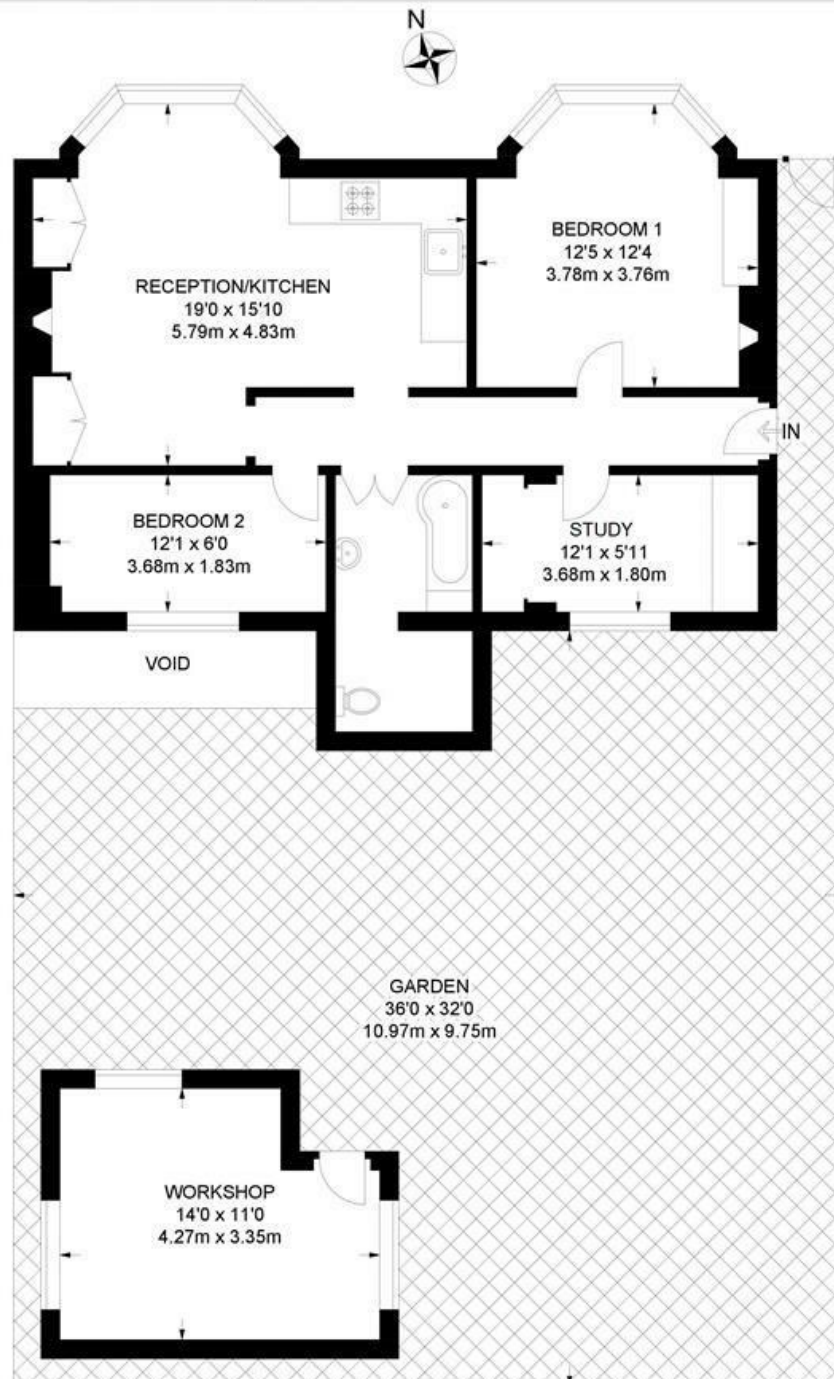 N
BEDROOM 1
12'5 x 12'4
3.78m x 3.76m
RECEPTION/KITCHEN
19'0 x 15'10
5.79m x 4.83m
IN
BEDROOM 2
12'1 x 6'0
3.68m x 1.83m
STUDY
12'1 x 5'11
3.68m x 1.80m
VOID
GARDEN
36'0 x 32'0
10.97m x 9.75m
WORKSHOP
14'0 x 11'0
4.27m x 3.35m